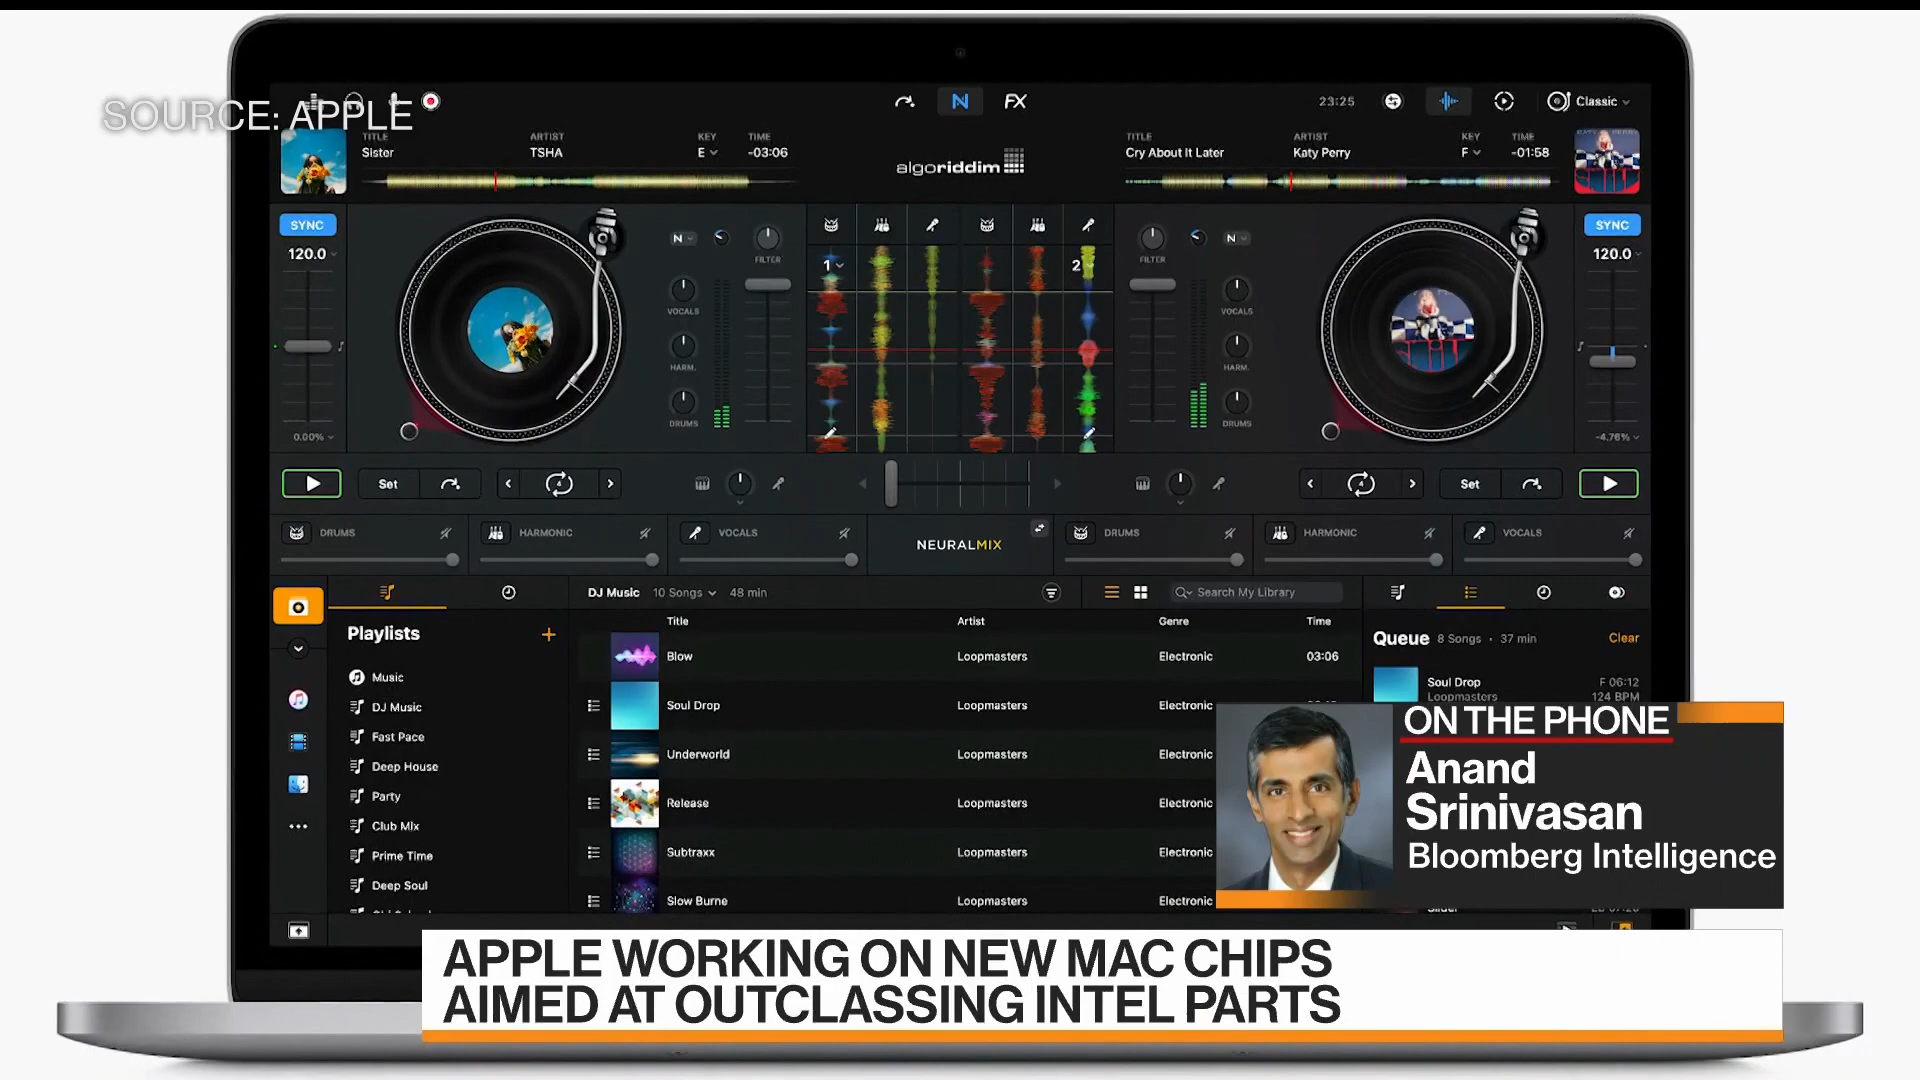 SOURCE: APPLE
FX
23:25
Classic
TITLE ARTIST KEY TIME
Sister TSHA E -03:06
algoriddim
TITLE ARTIST KEY TIME
Cry About It Later Katy Perry F -01:58
SYNC
120.0
N
FILTER
VOCALS
HARM.
DRUMS
0.00%
1
2
FILTER
N
VOCALS
HARM.
DRUMS
SYNC
120.0
-4.76%
Set
4
4
Set
DRUMS
HARMONIC
VOCALS
NEURALMIX
DRUMS
HARMONIC
VOCALS
Playlists +
Music
DJ Music
Fast Pace
Deep House
Party
Club Mix
Prime Time
Deep Soul
DJ Music 10 Songs 48 min
Search My Library
Title Artist Genre Time
Blow Loopmasters Electronic 03:06
Soul Drop Loopmasters Electronic
Underworld Loopmasters Electronic
Release Loopmasters Electronic
Subtraxx Loopmasters Electronic
Slow Burne Loopmasters Electronic
Queue 8 Songs • 37 min Clear
Soul Drop F 06:12
Loopmasters 124 BPM
ON THE PHONE
Anand
Srinivasan
Bloomberg Intelligence
APPLE WORKING ON NEW MAC CHIPS
AIMED AT OUTCLASSING INTEL PARTS